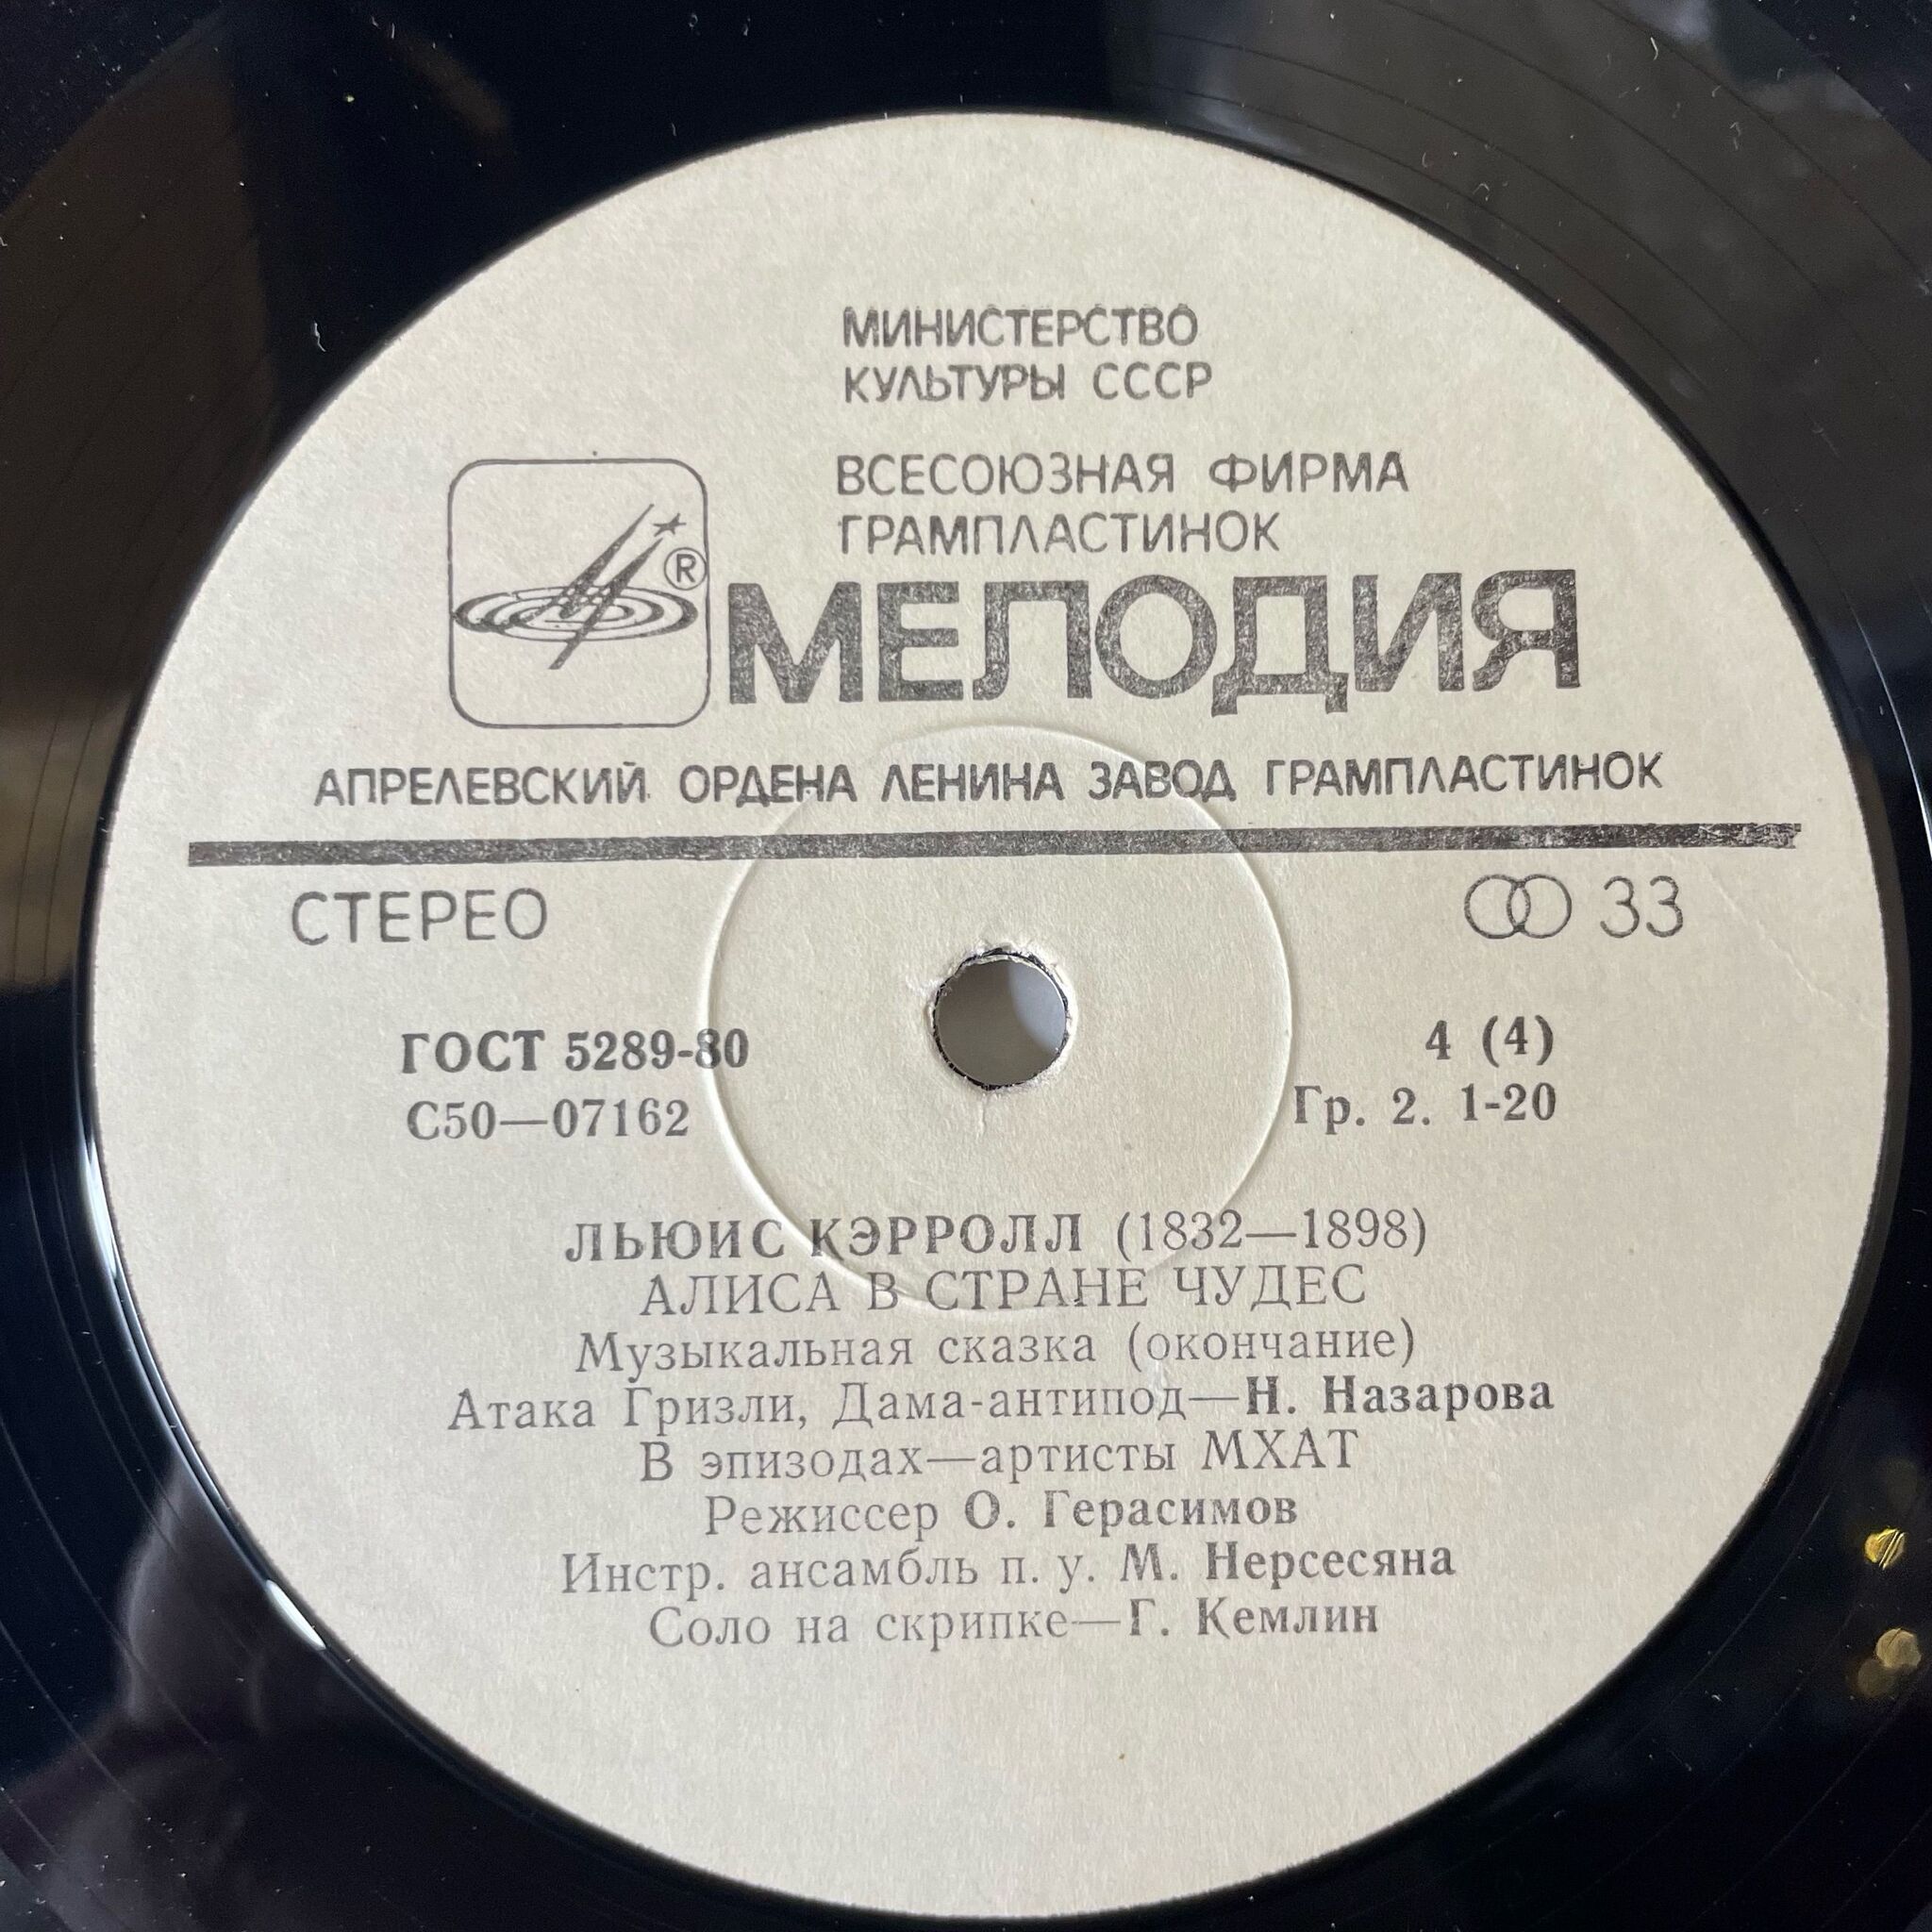 МИНИСТЕРСТВО
КУЛЬТУРЫ СССР
ВСЕСОЮЗНАЯ ФИРМА
ГРАМПЛАСТИНОК
®
МЕЛОДИЯ
АПРЕЛЕВСКИЙ ОРДЕНА ЛЕНИНА ЗАВОД ГРАМПЛАСТИНОК
СТЕРЕО 33
ГОСТ 5289-80 4 (4)
С50—07162 Гр. 2. 1-20
ЛЬЮИС КЭРРОЛЛ (1832—1898)
АЛИСА В СТРАНЕ ЧУДЕС
Музыкальная сказка (окончание)
Атака Гризли, Дама-антипод—Н. Назарова
В эпизодах—артисты МХАТ
Режиссер О. Герасимов
Инстр. ансамбль п. у. М. Нерсесяна
Соло на скрипке—Г. Кемлин